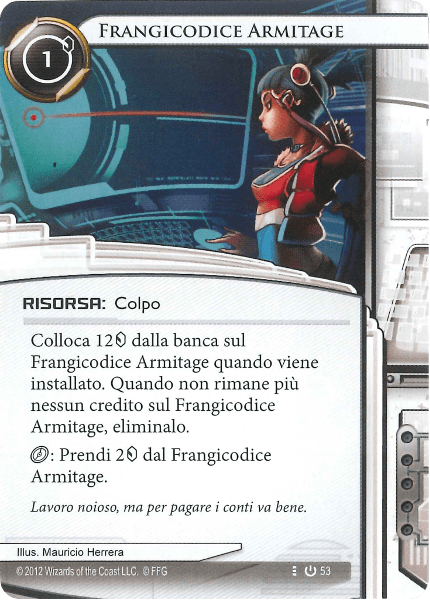 1
FRANGICODICE ARMITAGE
RISORSA: Colpo
Colloca 12 dalla banca sul
Frangicodice Armitage quando viene
installato. Quando non rimane più
nessun credito sul Frangicodice
Armitage, eliminalo.
: Prendi 2 dal Frangicodice
Armitage.
Lavoro noioso, ma per pagare i conti va bene.
Illus. Mauricio Herrera
© 2012 Wizards of the Coast LLC. © FFG
53